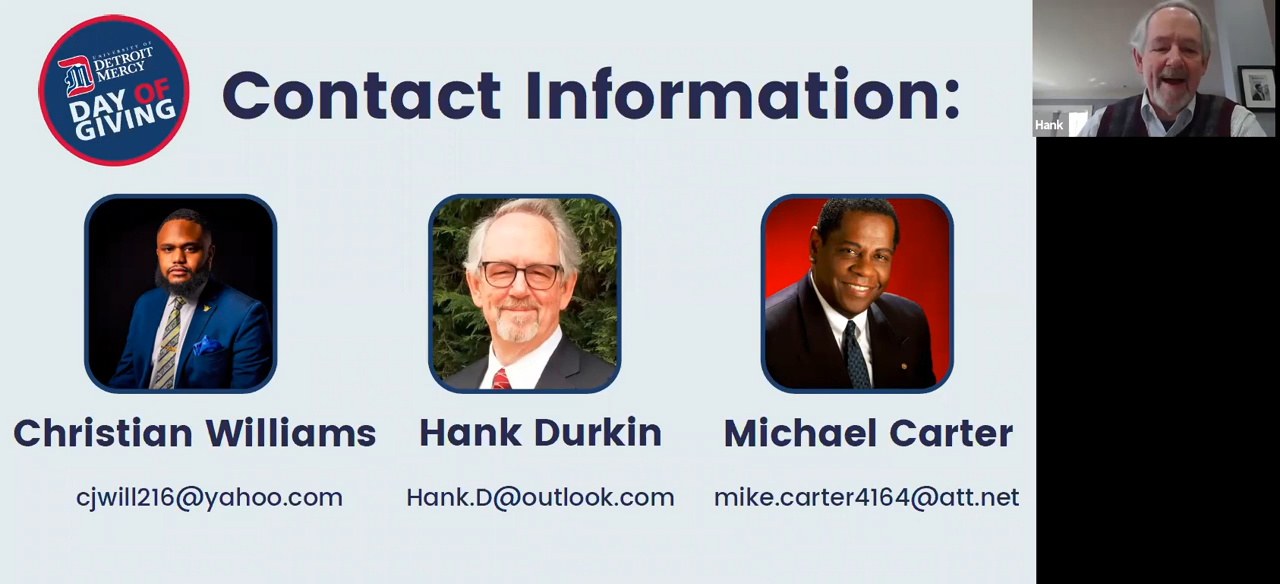 UNIVERSITY OF
DETROIT
MERCY
DAY OF
GIVING
Contact Information:
Hank
Christian Williams
Hank Durkin
Michael Carter
cjwill216@yahoo.com
Hank.D@outlook.com
mike.carter4164@att.net